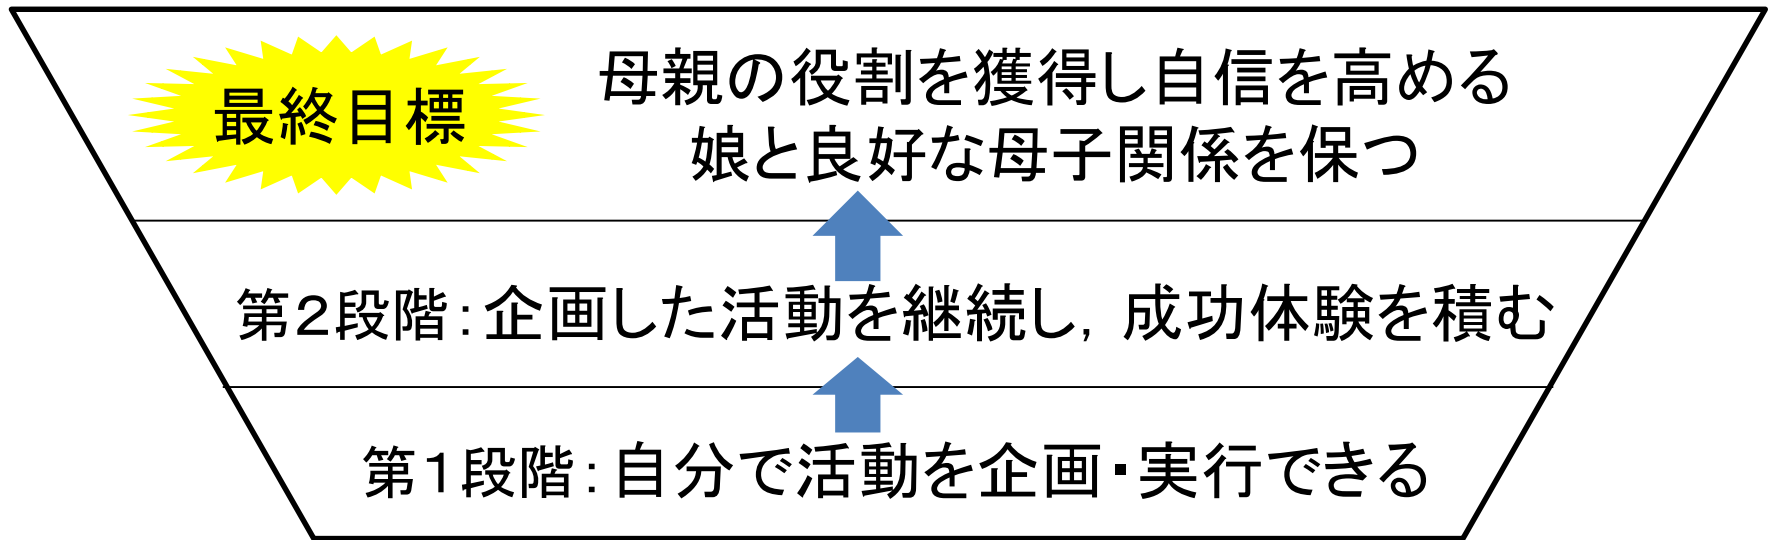 最終目標
母親の役割を獲得し自信を高める
娘と良好な母子関係を保つ
第２段階：企画した活動を継続し，成功体験を積む
第１段階：自分で活動を企画・実行できる